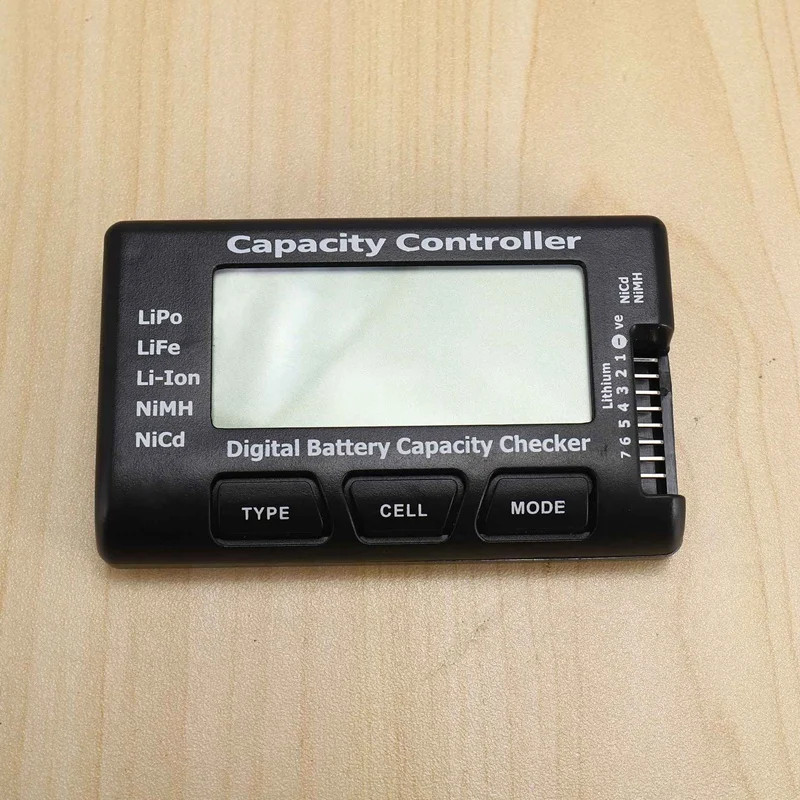 Capacity Controller
LiPo
LiFe
Li-Ion
NiMH
NiCd
Digital Battery Capacity Checker
TYPE
CELL
MODE
NiCd
NiMH
Lithium
7 6 5 4 3 2 1 - ve